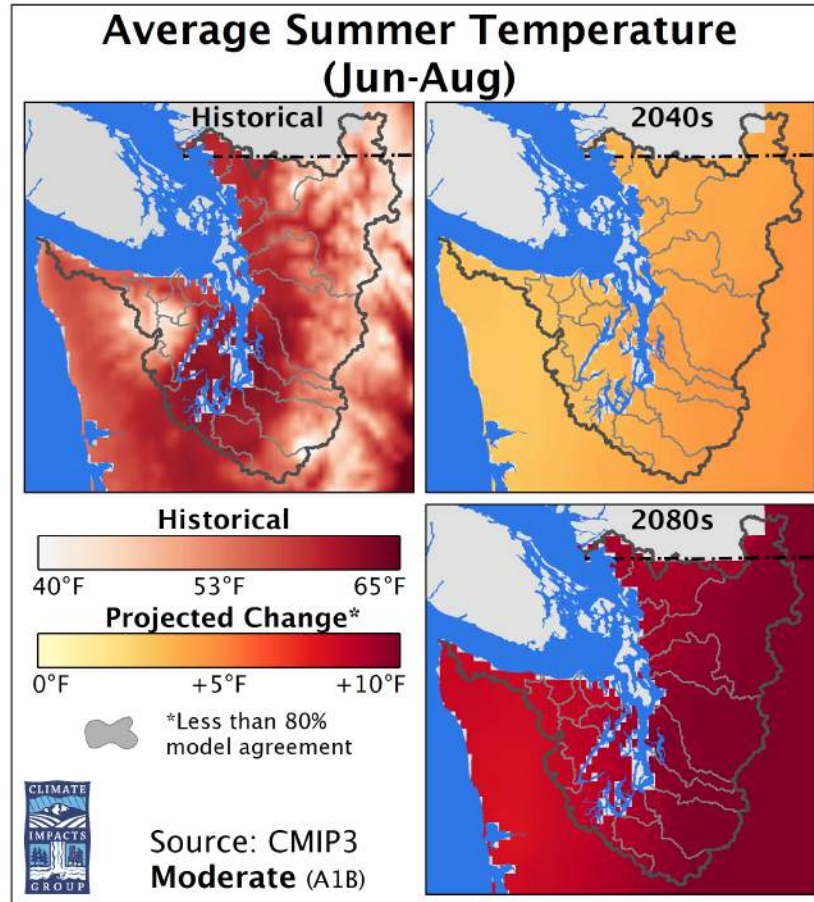 Average Summer Temperature
(Jun-Aug)
Historical
2040s
Historical
40°F 53°F 65°F
Projected Change*
0°F +5°F +10°F
*Less than 80%
model agreement
2080s
CLIMATE
IMPACTS
GROUP
Source: CMIP3
Moderate (A1B)